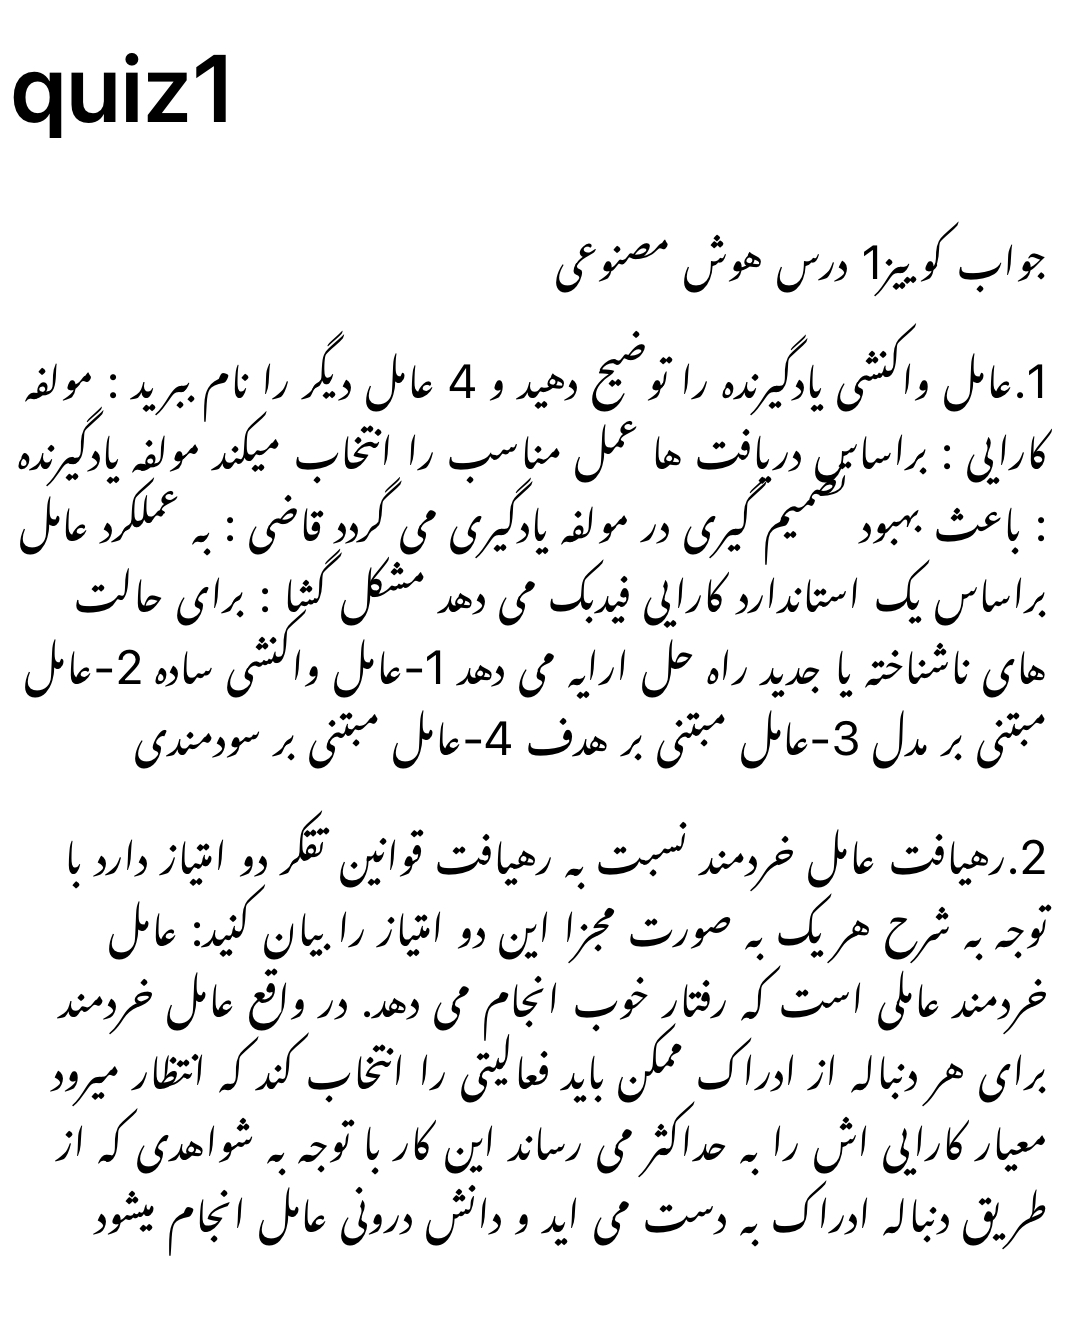 quiz1
جواب کوییز1 درس هوش مصنوعی
1.عامل واکنشی یادگیرنده را توضیح دهید و 4 عامل دیگر را نام ببرید : مولفه
کارایی : براساس دریافت ها عمل مناسب را انتخاب میکند مولفه یادگیرنده
: باعث بهبود تصمیم گیری در مولفه یادگیری می گردد قاضی : به عملکرد عامل
براساس یک استاندارد کارایی فیدبک می دهد مشکل گشا : برای حالت
های ناشناخته یا جدید راه حل ارایه می دهد 1-عامل واکنشی ساده 2-عامل
مبتنی بر مدل 3-عامل مبتنی بر هدف 4-عامل مبتنی بر سودمندی
2.رهیافت عامل خردمند نسبت به رهیافت قوانین تفکر دو امتیاز دارد با
توجه به شرح هر یک به صورت مجزا این دو امتیاز را بیان کنید: عامل
خردمند عاملی است که رفتار خوب انجام می دهد. در واقع عامل خردمند
برای هر دنباله از ادراک ممکن باید فعالیتی را انتخاب کند که انتظار میرود
معیار کارایی اش را به حداکثر می رساند این کار با توجه به شواهدی که از
طریق دنباله ادراک به دست می اید و دانش درونی عامل انجام میشود